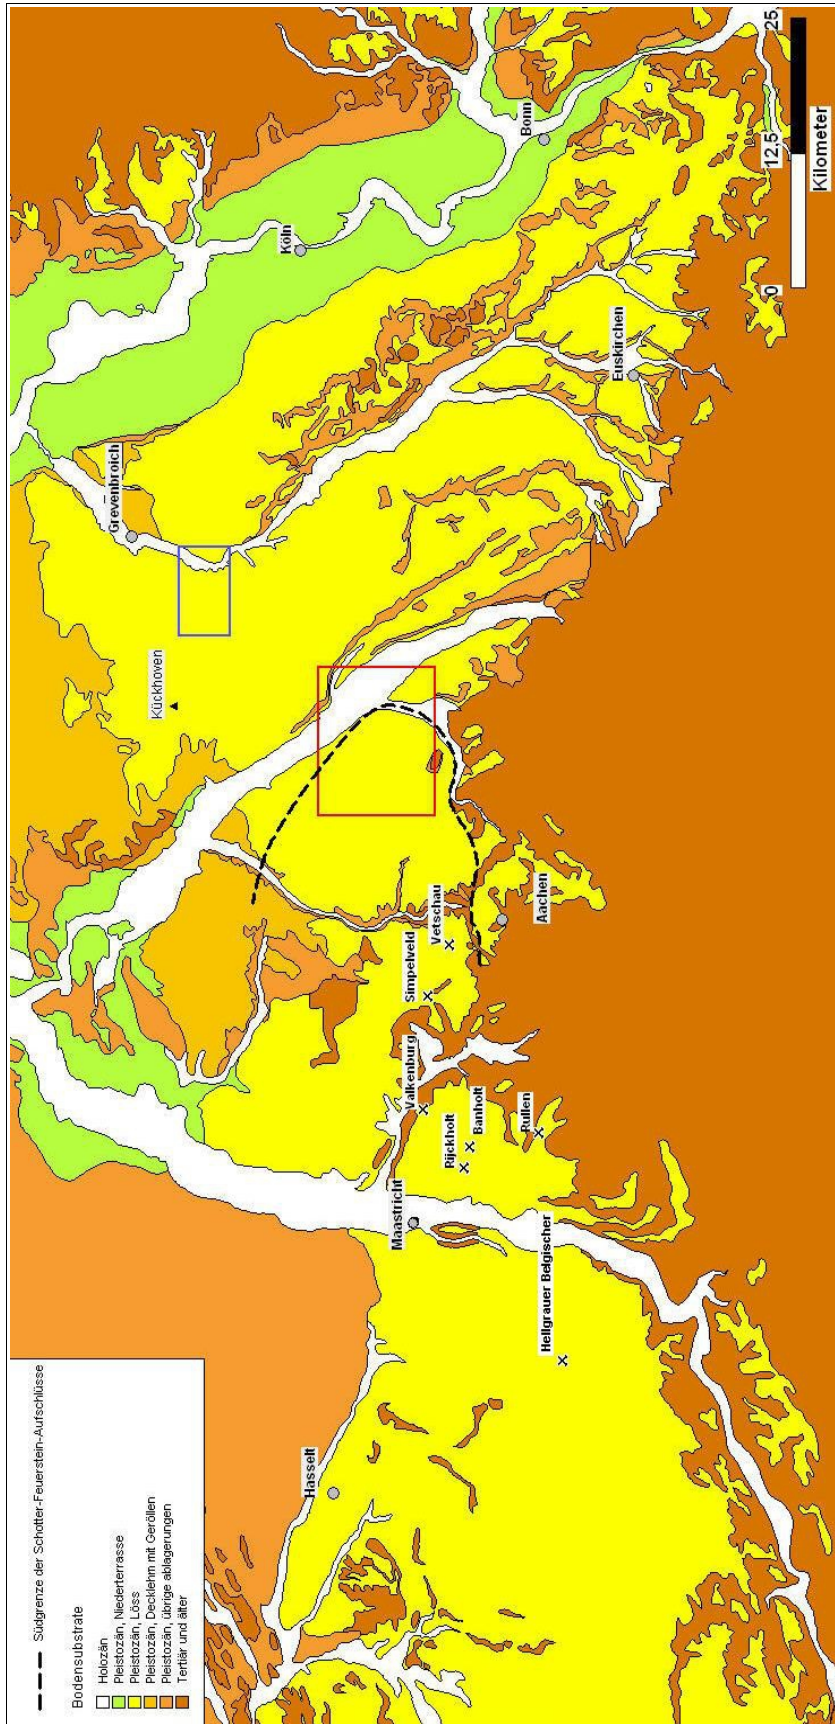 Südgrenze der Schotter-Feuerstein-Aufschlüsse
Bodensubstrate
Holozän
Pleistozän, Niederterrasse
Pleistozän, Löss
Pleistozän, Decklehm mit Geröllen
Pleistozän, übrige ablagerungen
Tertiär und älter
Hasselt
Hellgrauer Belgischer
Maastricht
Rijckholt
Banholt
Rullen
Valkenburg
Simpelveld
Vetschau
Aachen
Kückhoven
Grevenbroich
Euskirchen
Köln
Bonn
0 12,5 25
Kilometer